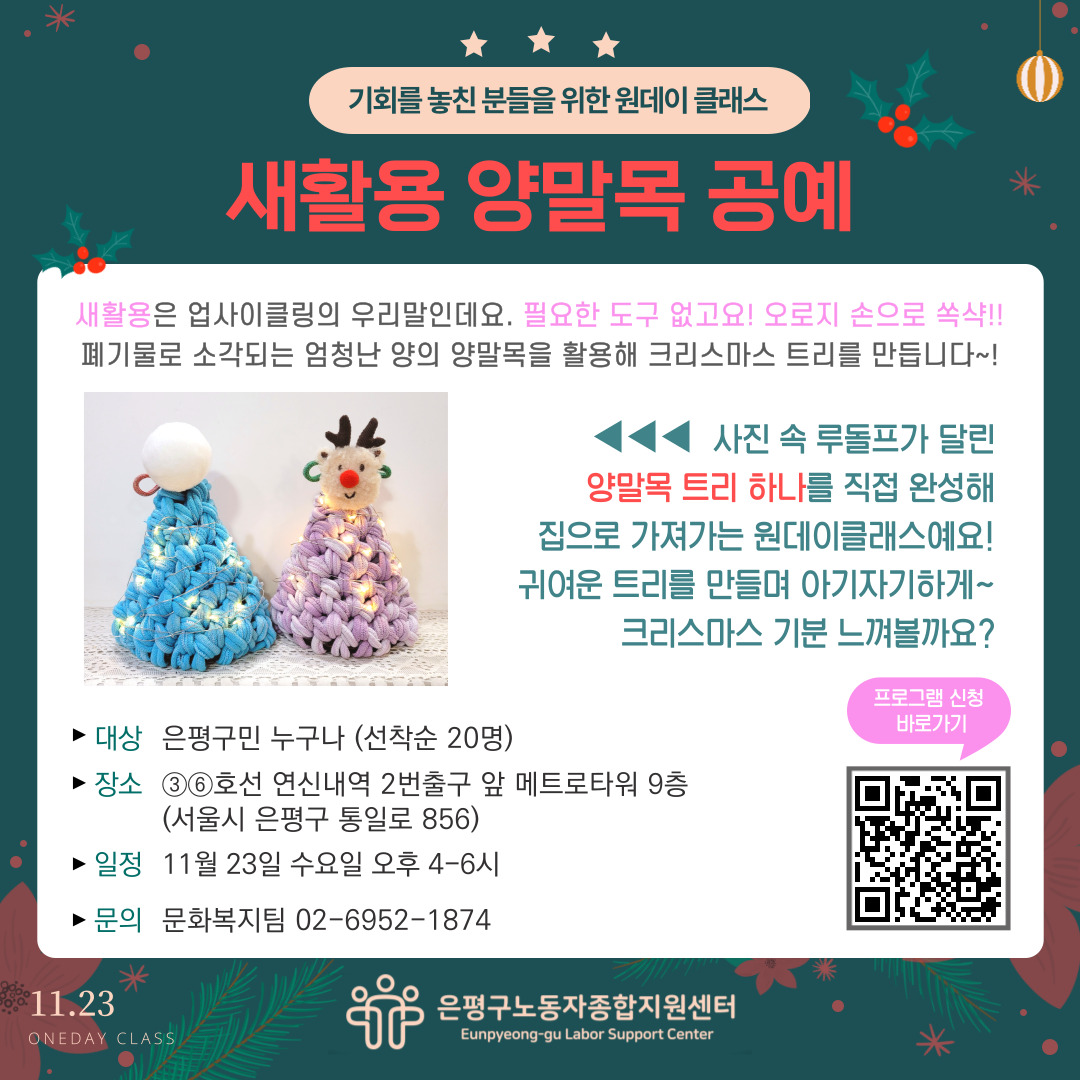 기회를 놓친 분들을 위한 원데이 클래스
새활용 양말목 공예
새활용은 업사이클링의 우리말인데요. 필요한 도구 없고요! 오로지 손으로 쏙샥!!
폐기물로 소각되는 엄청난 양의 양말목을 활용해 크리스마스 트리를 만듭니다~!
◀◀◀ 사진 속 루돌프가 달린
양말목 트리 하나를 직접 완성해
집으로 가져가는 원데이클래스예요!
귀여운 트리를 만들며 아기자기하게~
크리스마스 기분 느껴볼까요?
프로그램 신청
바로가기
▶ 대상 은평구민 누구나 (선착순 20명)
▶ 장소 ③⑥호선 연신내역 2번출구 앞 메트로타워 9층
(서울시 은평구 통일로 856)
▶ 일정 11월 23일 수요일 오후 4-6시
▶ 문의 문화복지팀 02-6952-1874
11.23
ONEDAY CLASS
은평구노동자종합지원센터
Eunpyeong-gu Labor Support Center